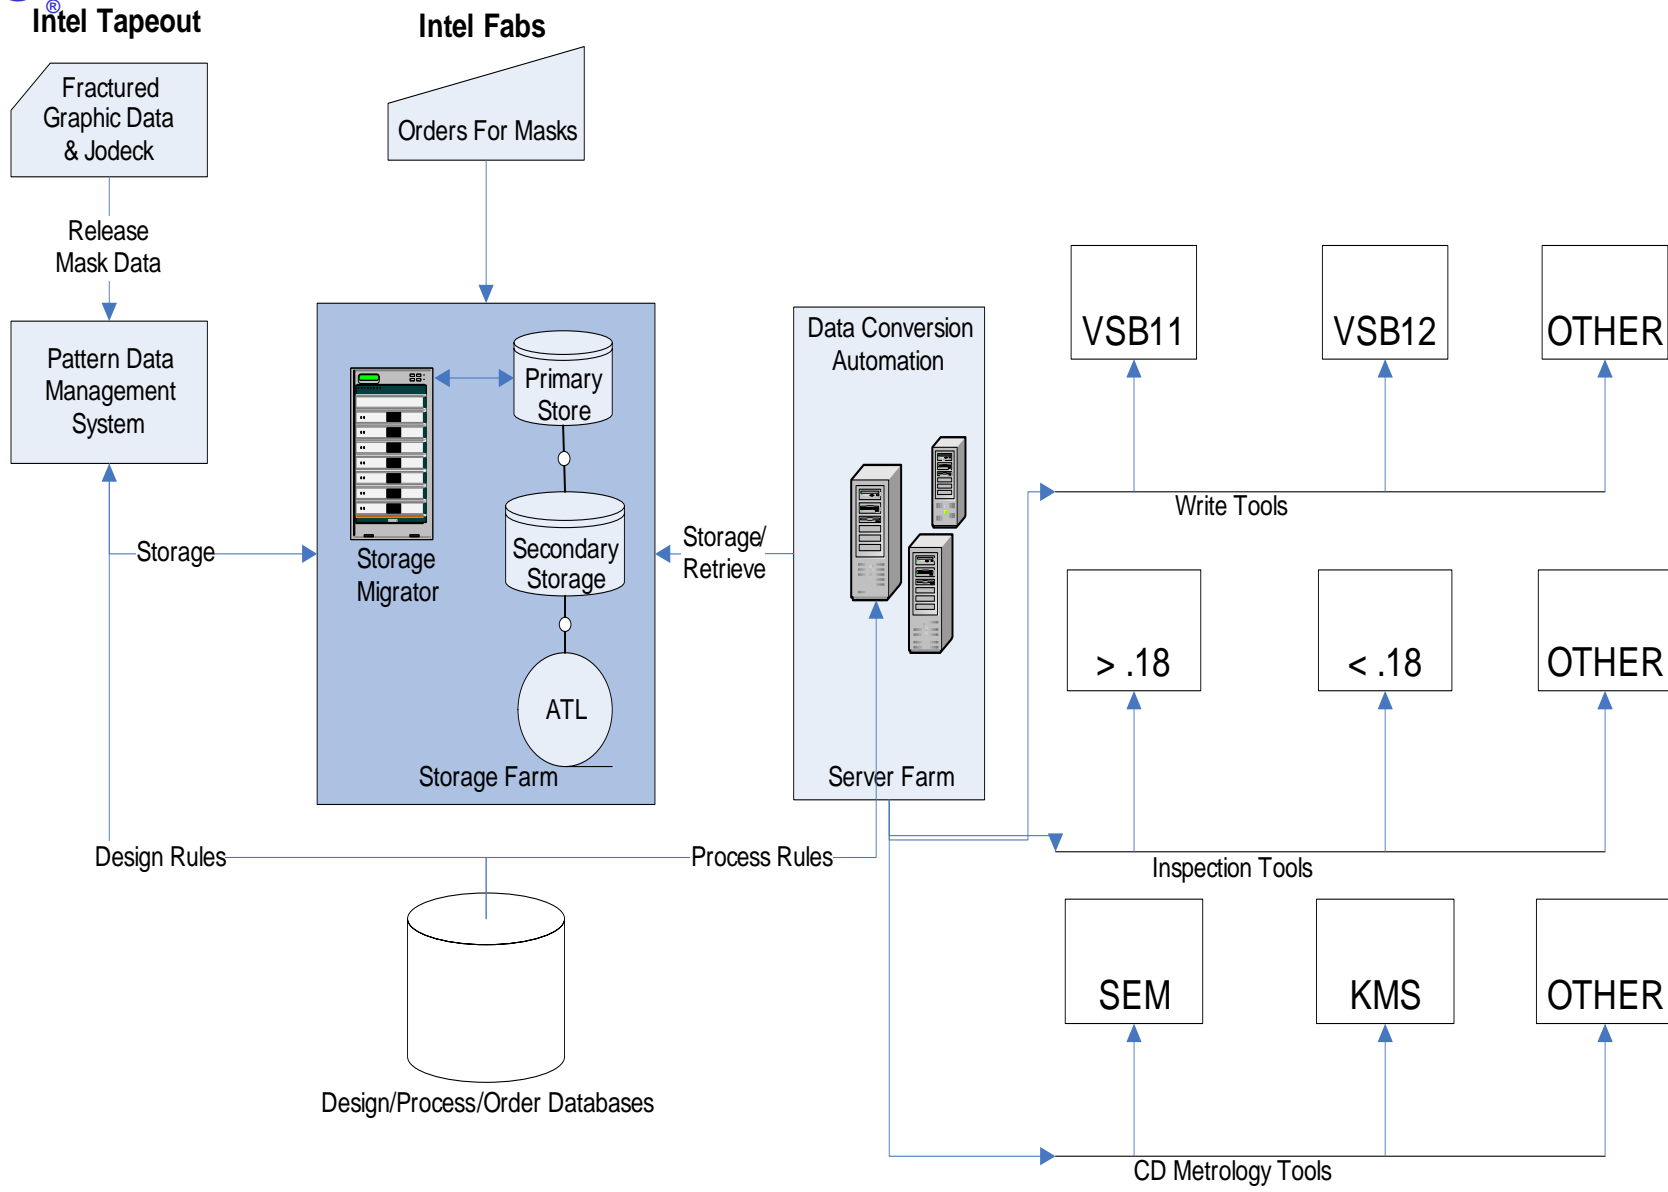 ®
Intel Tapeout
Intel Fabs
Fractured
Graphic Data
& Jodeck
Orders For Masks
Release
Mask Data
Pattern Data
Management
System
Storage
Storage
Migrator
Primary
Store
Secondary
Storage
ATL
Storage Farm
Storage/
Retrieve
Data Conversion
Automation
Server Farm
Design Rules
Process Rules
Design/Process/Order Databases
VSB11
VSB12
OTHER
Write Tools
> .18
< .18
OTHER
Inspection Tools
SEM
KMS
OTHER
CD Metrology Tools